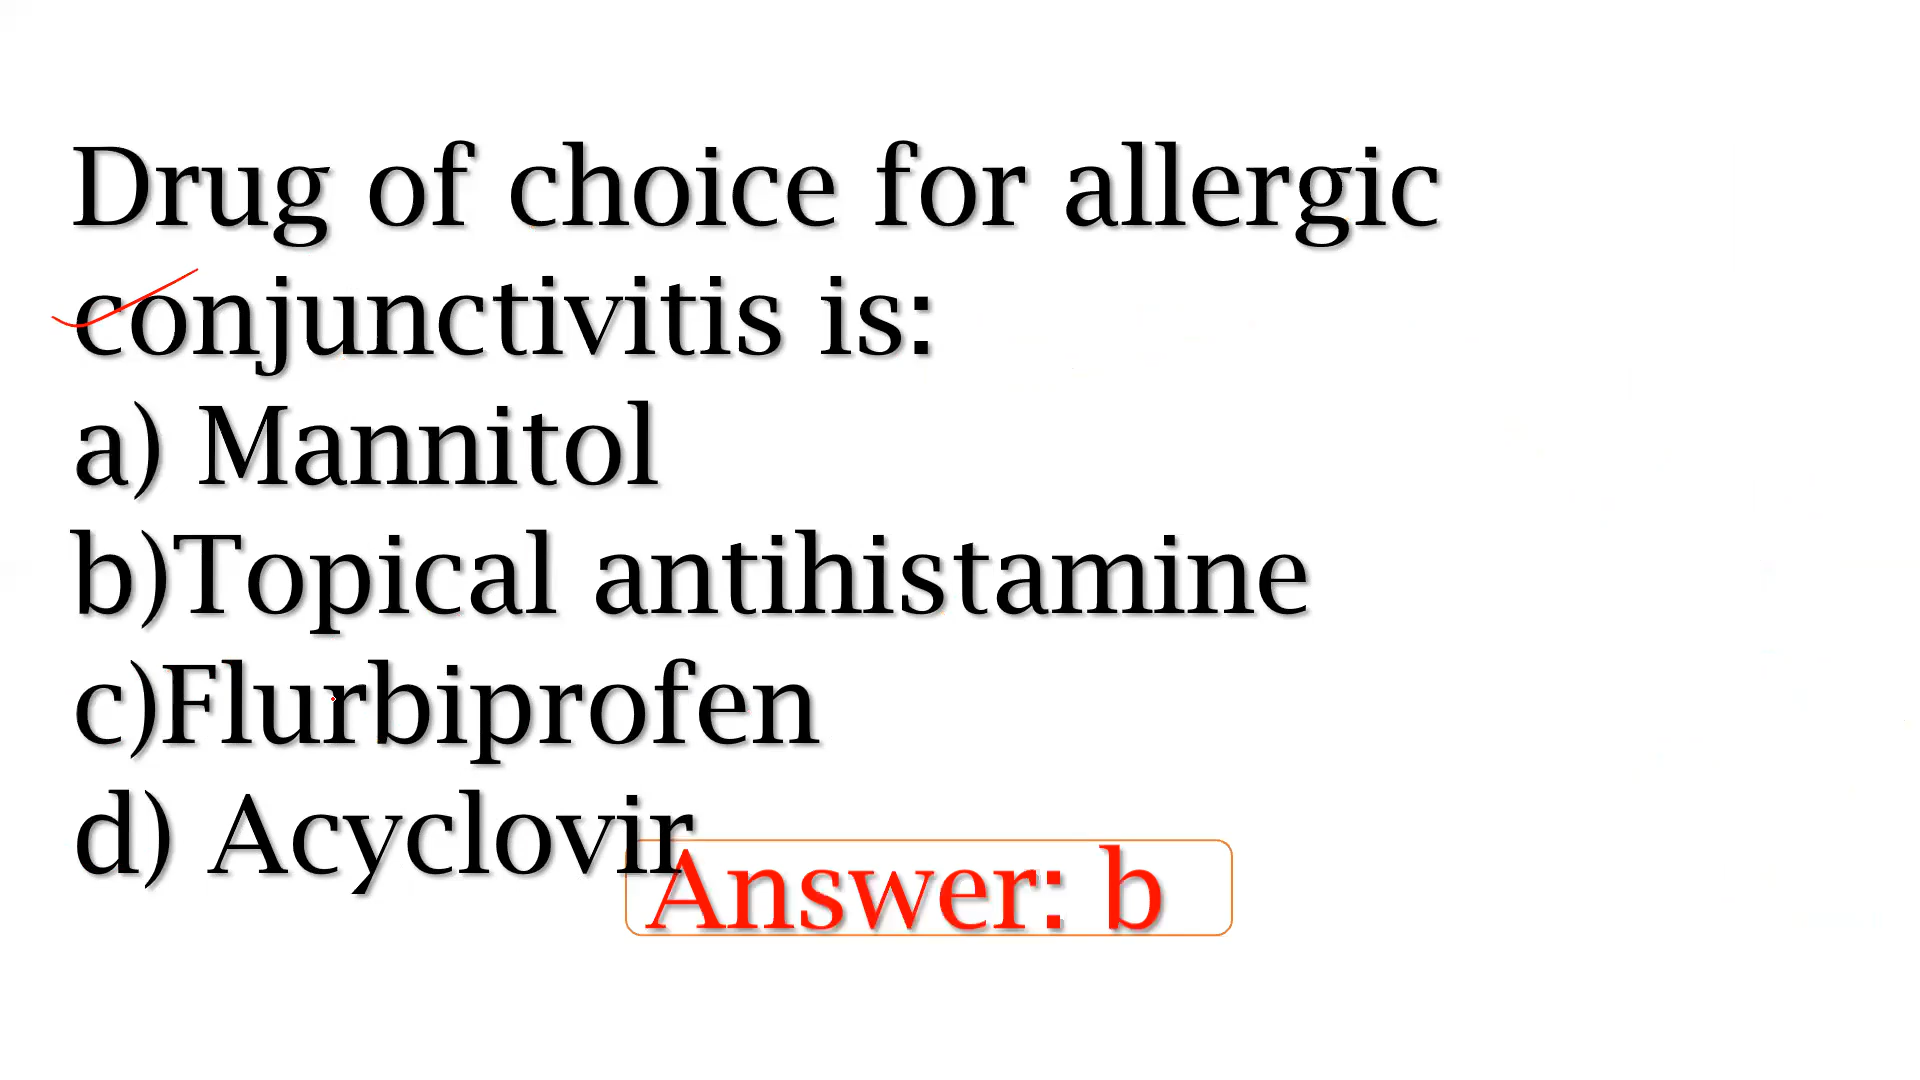 Drug of choice for allergic
conjunctivitis is:
a) Mannitol
b)Topical antihistamine
c)Flurbiprofen
d) Acyclovir
Answer: b